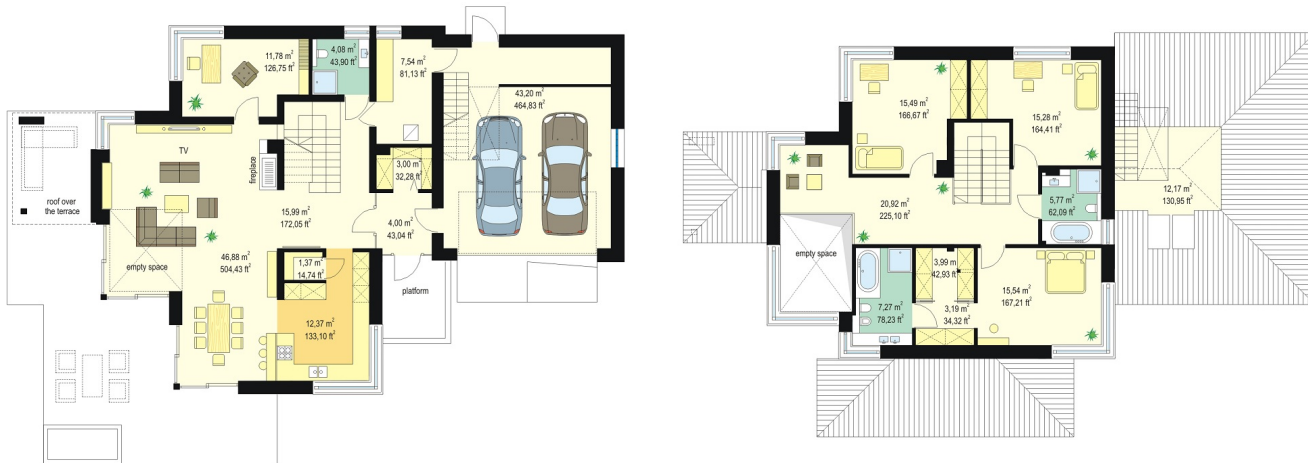 11,78 m²
126,75 ft²
4,08 m²
43,90 ft²
7,54 m²
81,13 ft²
43,20 m²
464,83 ft²
TV
fireplace
3,00 m²
32,28 ft²
roof over
the terrace
15,99 m²
172,05 ft²
4,00 m²
43,04 ft²
46,88 m²
504,43 ft²
empty space
1,37 m²
14,74 ft²
platform
12,37 m²
133,10 ft²
15,49 m²
166,67 ft²
15,28 m²
164,41 ft²
20,92 m²
225,10 ft²
5,77 m²
62,09 ft²
12,17 m²
130,95 ft²
empty space
3,99 m
42,93 ft²
7,27 m²
78,23 ft²
3,19 m²
34,32 ft²
15,54 m²
167,21 ft²